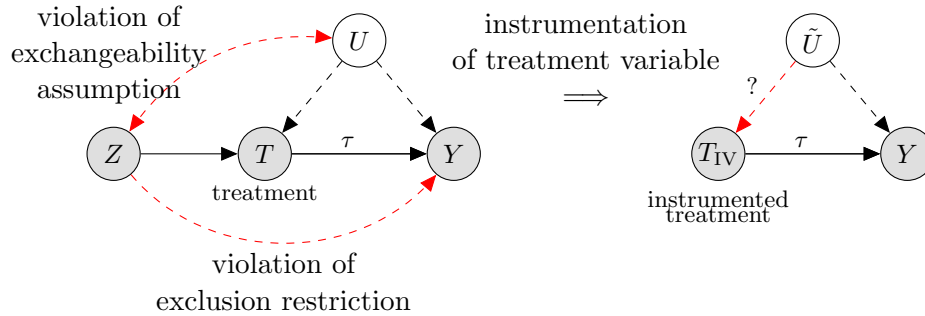 violation of
exchangeability
assumption
U
Z
T
τ
Y
treatment
violation of
exclusion restriction
instrumentation
of treatment variable
⟹
Ũ
?
T_IV
τ
Y
instrumented
treatment